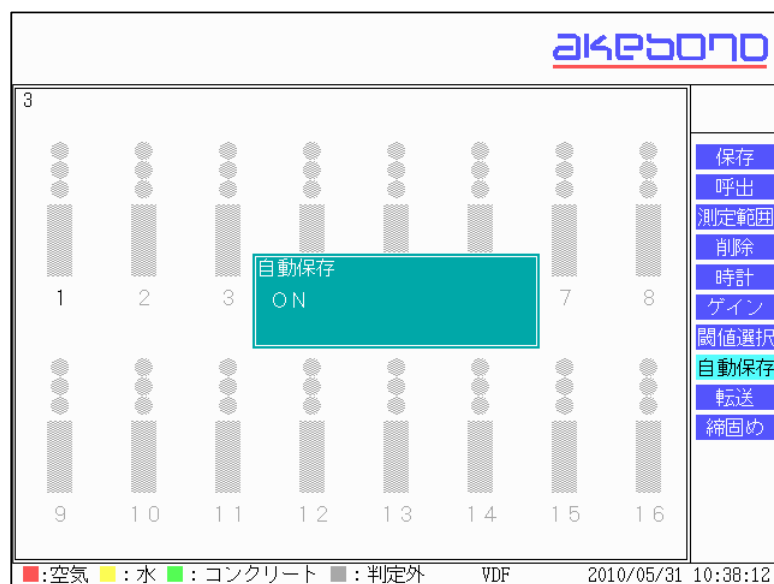 akebono
3
保存
呼出
測定範囲
削除
時計
ゲイン
閾値選択
自動保存
転送
締固め
自動保存
ON
1 2 3 7 8
9 10 11 12 13 14 15 16
■:空気 ■:水 ■:コンクリート ■:判定外 VDF 2010/05/31 10:38:12